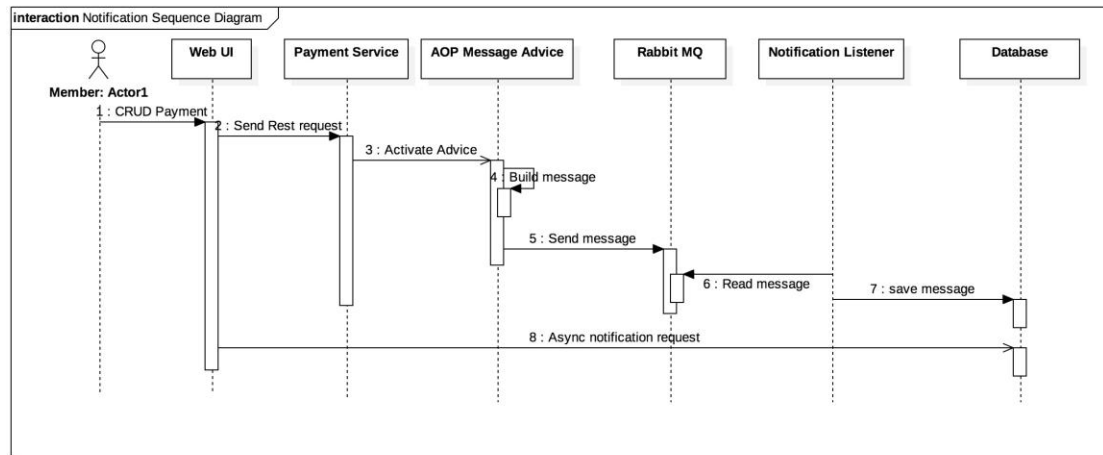 interaction Notification Sequence Diagram
Web UI
Payment Service
AOP Message Advice
Rabbit MQ
Notification Listener
Database
Member: Actor1
1 : CRUD Payment
2 : Send Rest request
3 : Activate Advice
4 : Build message
5 : Send message
6 : Read message
7 : save message
8 : Async notification request